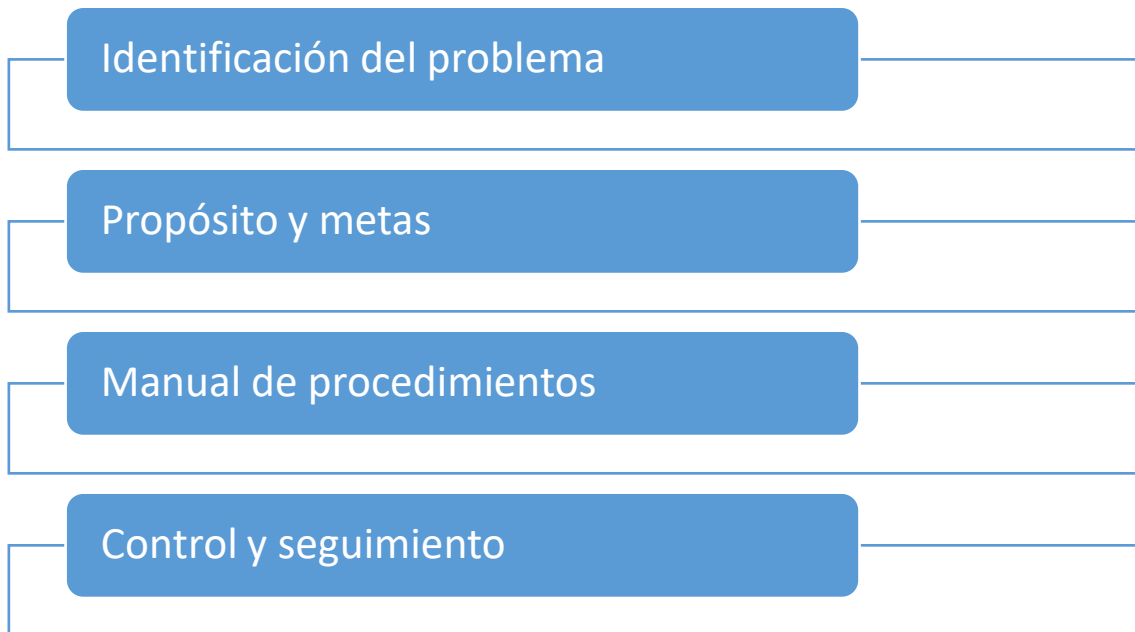 Identificación del problema
Propósito y metas
Manual de procedimientos
Control y seguimiento